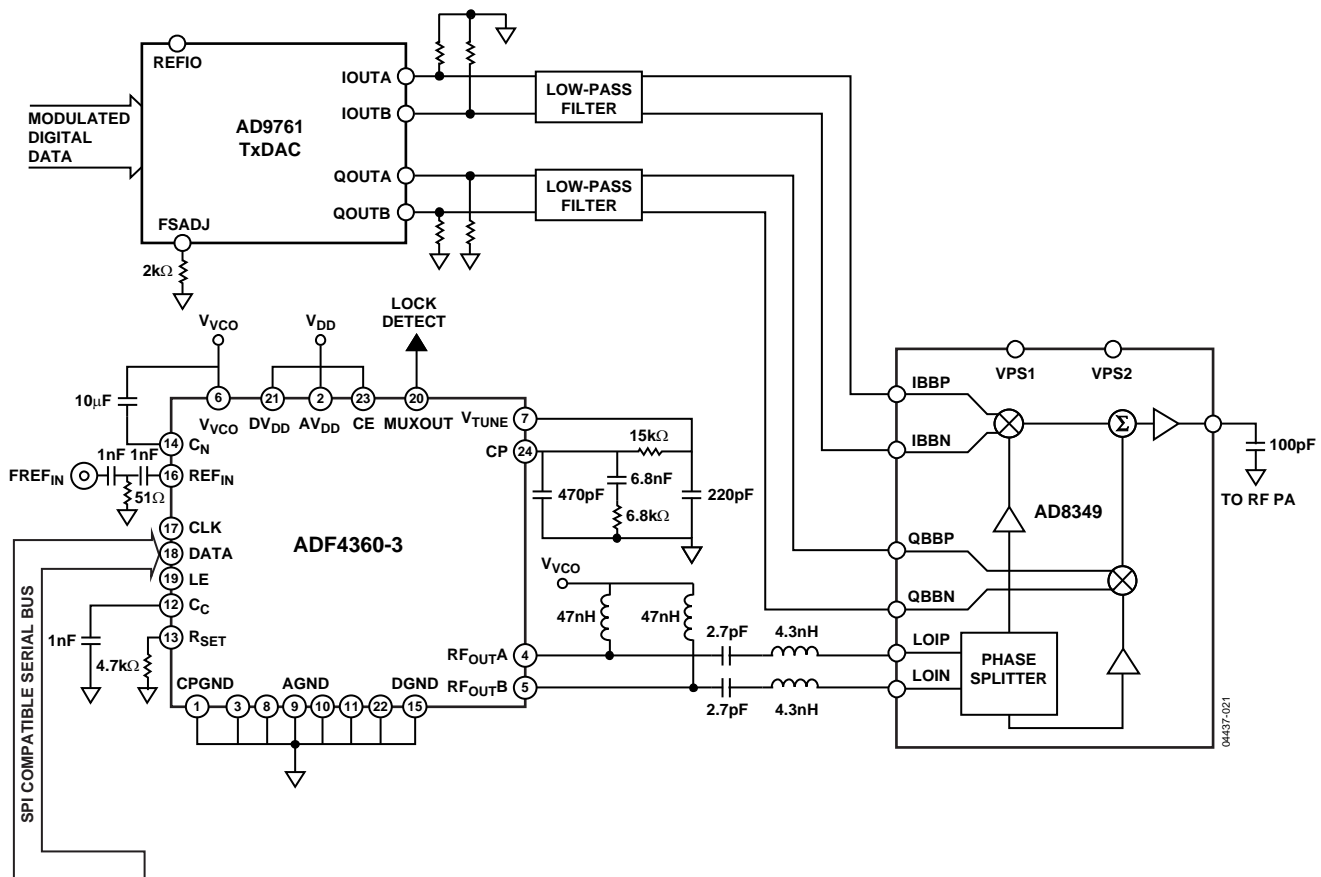 REFIO
IOUTA
IOUTB
MODULATED
DIGITAL
DATA
AD9761
TxDAC
QOUTA
QOUTB
FSADJ
2kΩ
LOW-PASS
FILTER
LOW-PASS
FILTER
LOCK
DETECT
VVCO
VDD
10μF
6
21
2
23
20
VVCO
DVDD
AVDD
CE
MUXOUT
VTUNE
7
14
CN
CP
24
1nF
1nF
FREFIN
16
REFIN
51Ω
17
CLK
18
DATA
19
LE
12
CC
1nF
13
RSET
4.7kΩ
ADF4360-3
15kΩ
6.8nF
470pF
220pF
6.8kΩ
VVCO
47nH
47nH
2.7pF
4.3nH
RFOUTA
4
RFOUTB
5
2.7pF
4.3nH
CPGND
AGND
DGND
1
3
8
9
10
11
22
15
SPI COMPATIBLE SERIAL BUS
VPS1
VPS2
IBBP
IBBN
Σ
100pF
TO RF PA
AD8349
QBBP
QBBN
LOIP
LOIN
PHASE
SPLITTER
04437-021